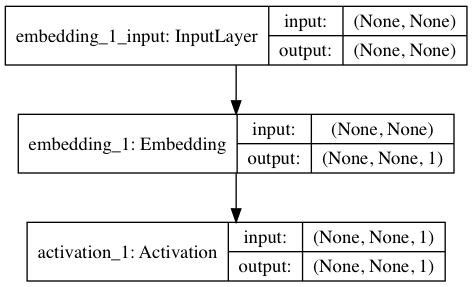 embedding_1_input: InputLayer
input: (None, None)
output: (None, None)
embedding_1: Embedding
input: (None, None)
output: (None, None, 1)
activation_1: Activation
input: (None, None, 1)
output: (None, None, 1)